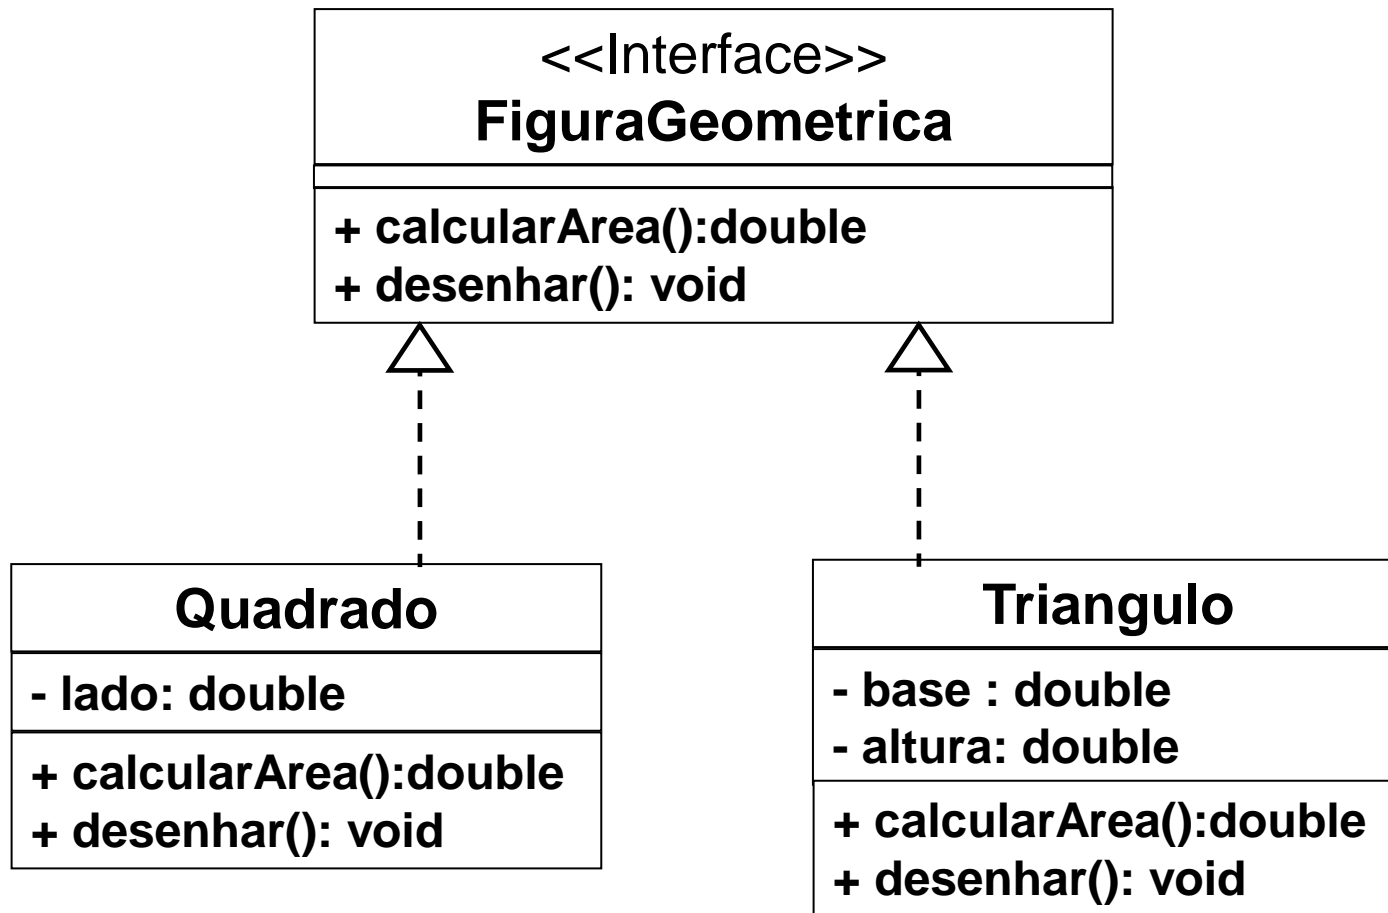 <<Interface>>
FiguraGeometrica
+ calcularArea():double
+ desenhar(): void
Quadrado
- lado: double
+ calcularArea():double
+ desenhar(): void
Triangulo
- base : double
- altura: double
+ calcularArea():double
+ desenhar(): void